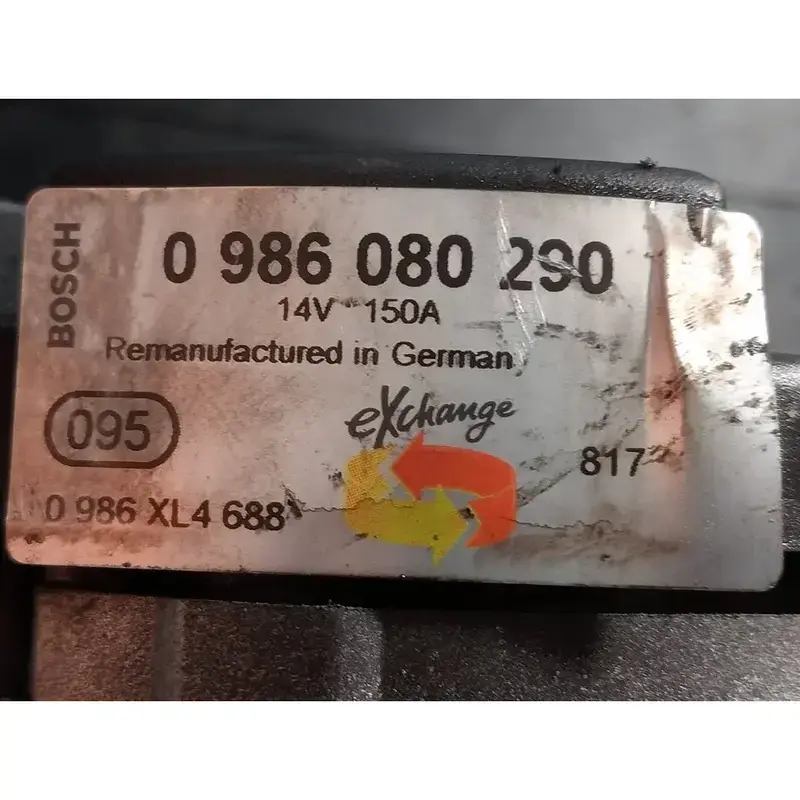 BOSCH
0 986 080 290
14V 150A
Remanufactured in German
095
eXchange
817
0 986 XL4 688